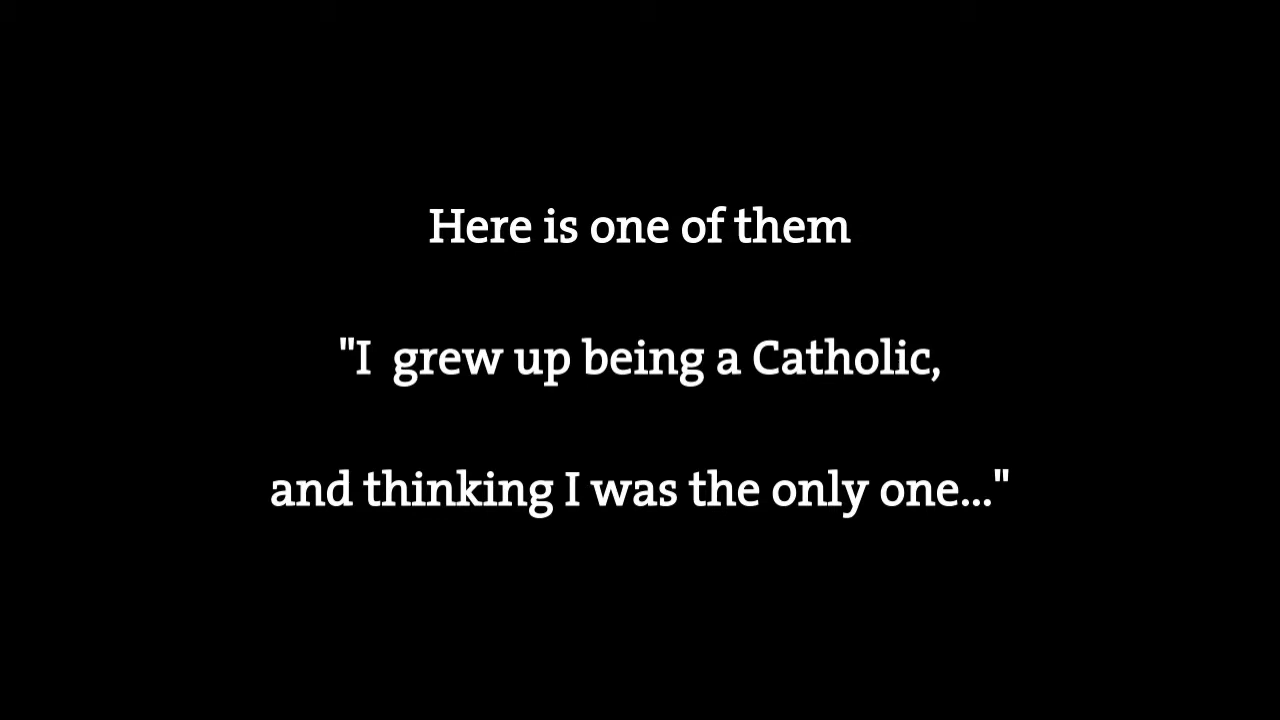 Here is one of them
"I  grew up being a Catholic,
and thinking I was the only one..."